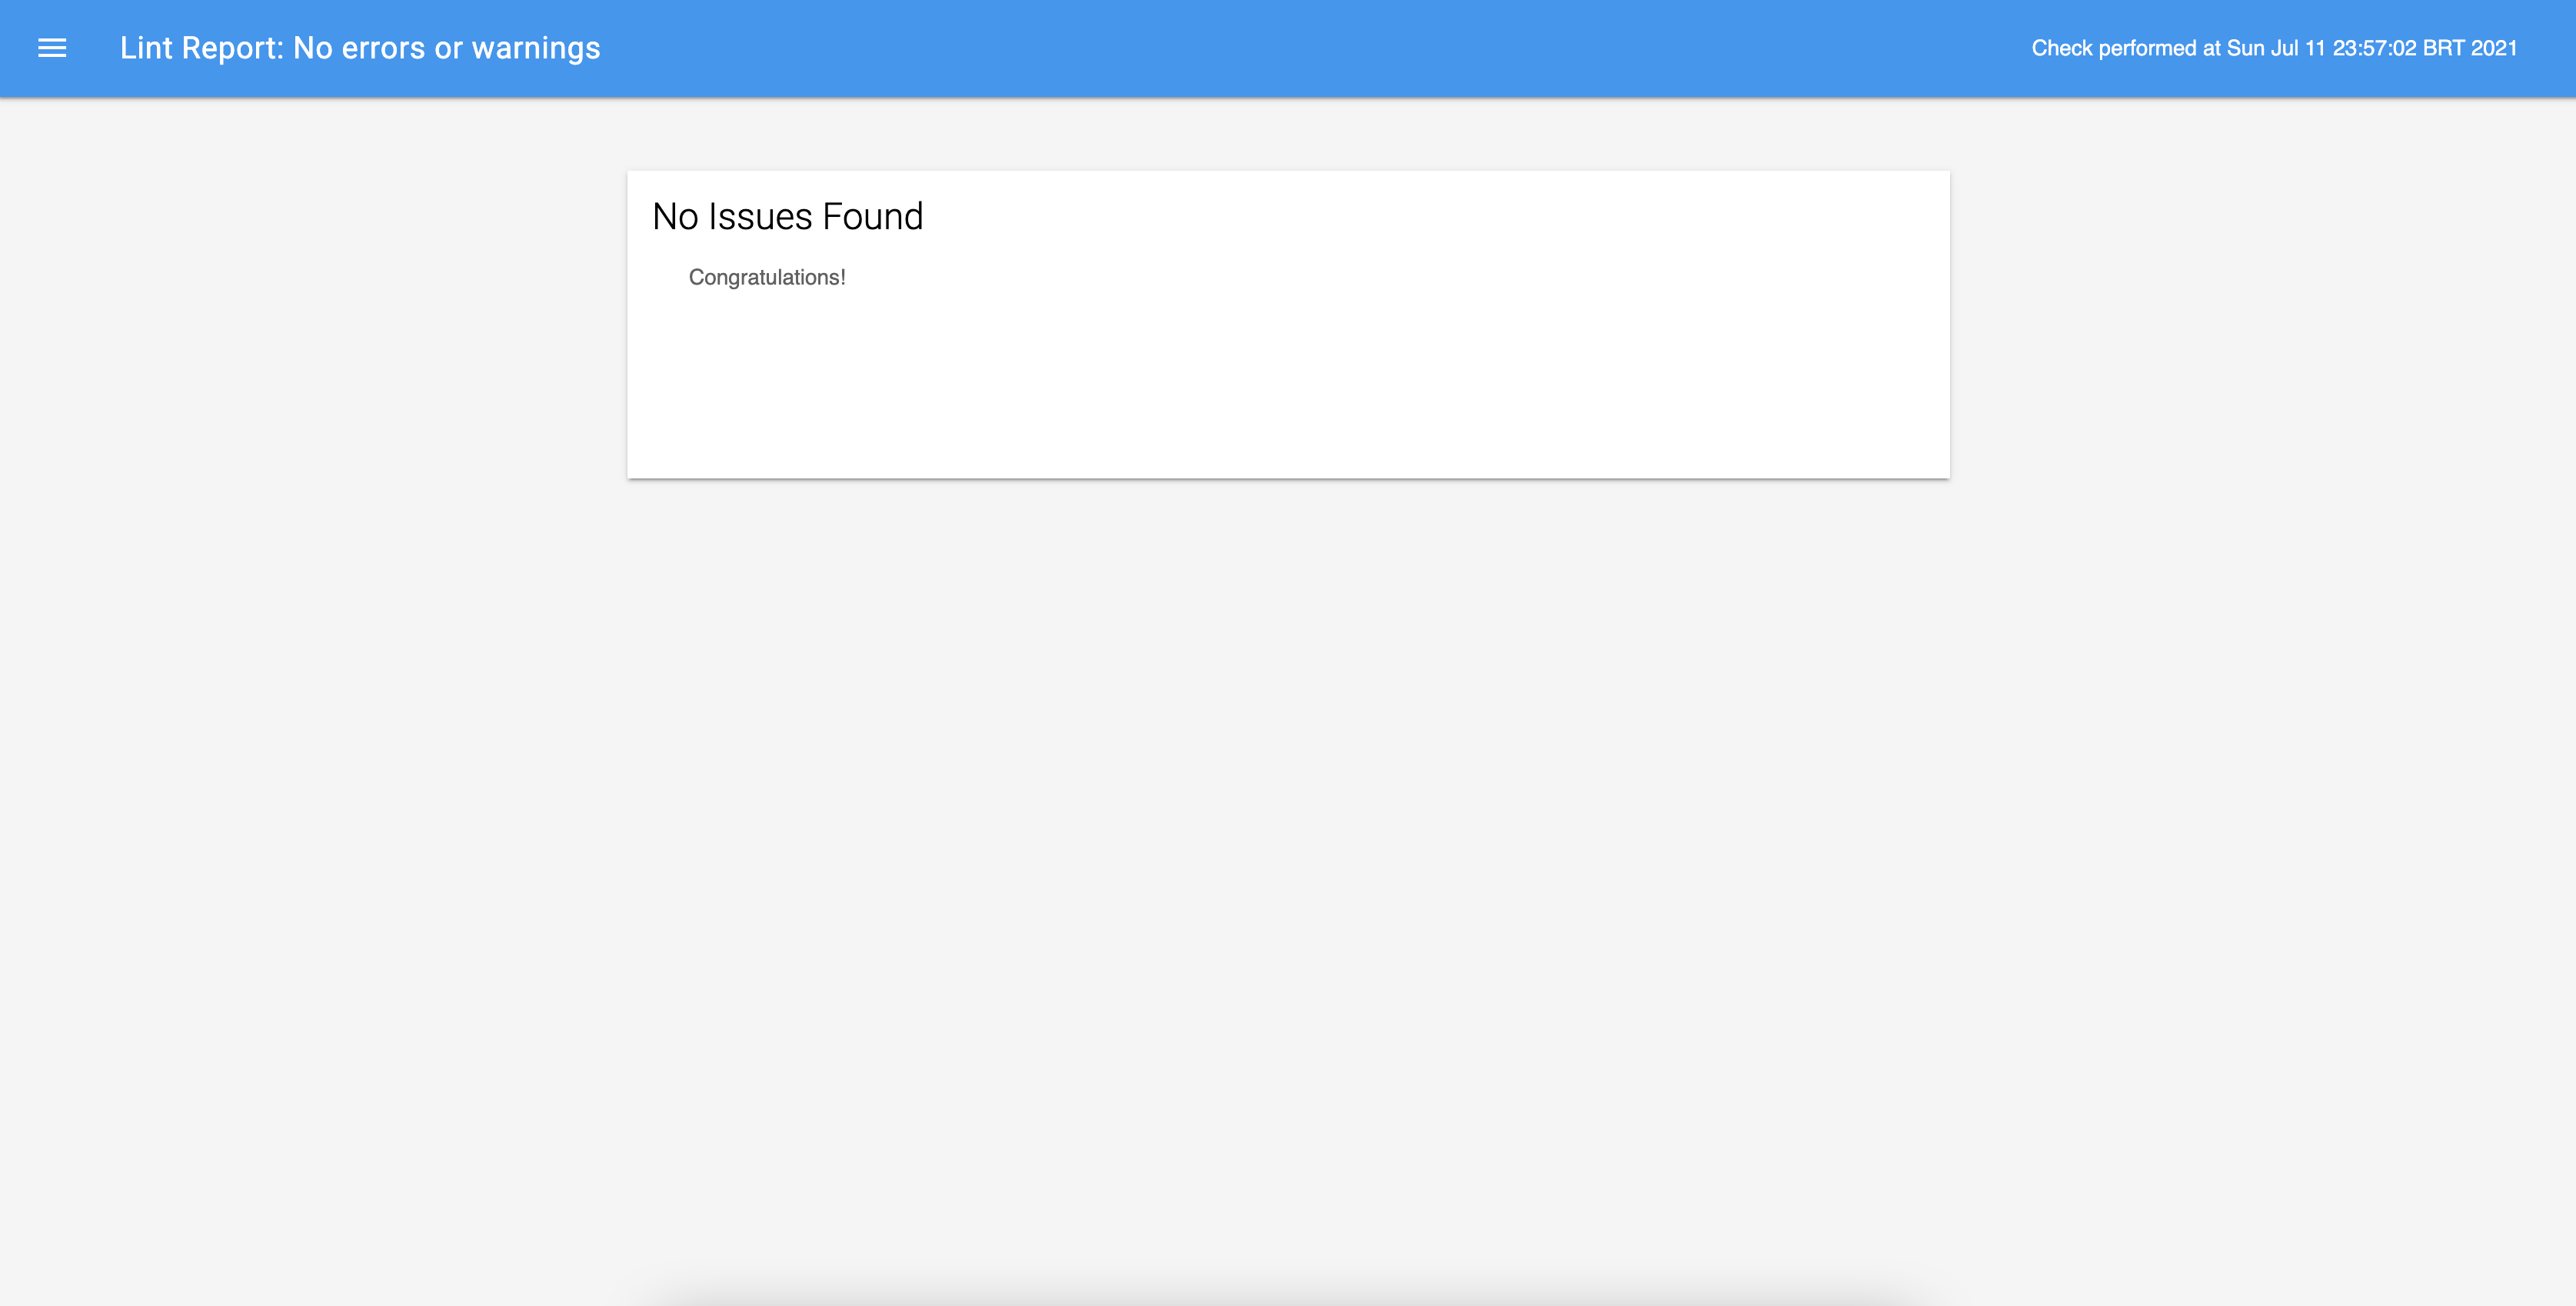 Lint Report: No errors or warnings
Check performed at Sun Jul 11 23:57:02 BRT 2021
No Issues Found
Congratulations!